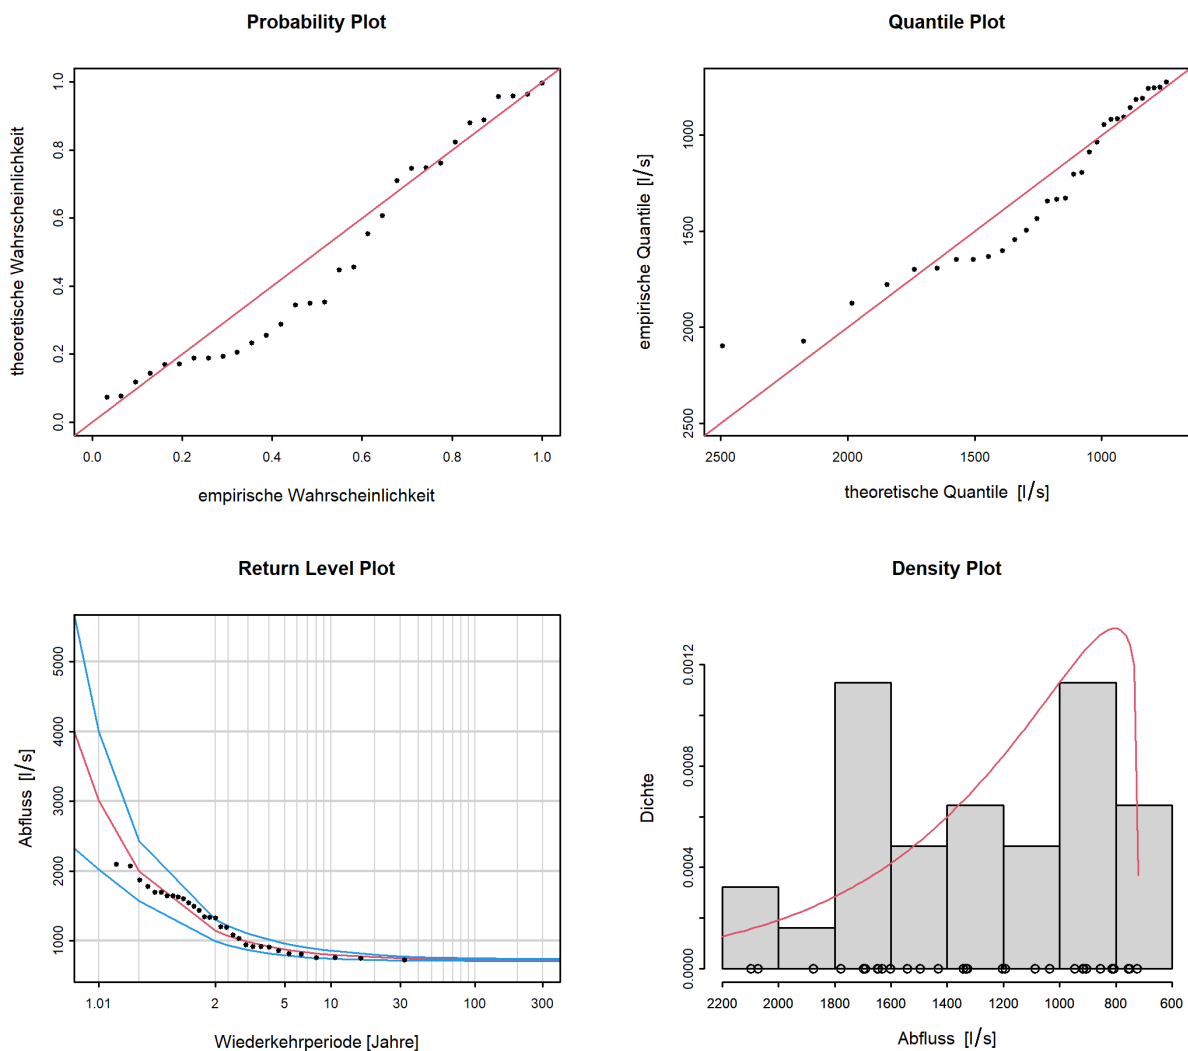 Probability Plot
theoretische Wahrscheinlichkeit
0.0 0.2 0.4 0.6 0.8 1.0
0.0 0.2 0.4 0.6 0.8 1.0
empirische Wahrscheinlichkeit
Quantile Plot
empirische Quantile [l/s]
2500 2000 1500 1000
2500 2000 1500 1000
theoretische Quantile [l/s]
Return Level Plot
Abfluss [l/s]
1000 2000 3000 4000 5000
1.01 2 5 10 30 100 300
Wiederkehrperiode [Jahre]
Density Plot
Dichte
0.0000 0.0004 0.0008 0.0012
2200 2000 1800 1600 1400 1200 1000 800 600
Abfluss [l/s]